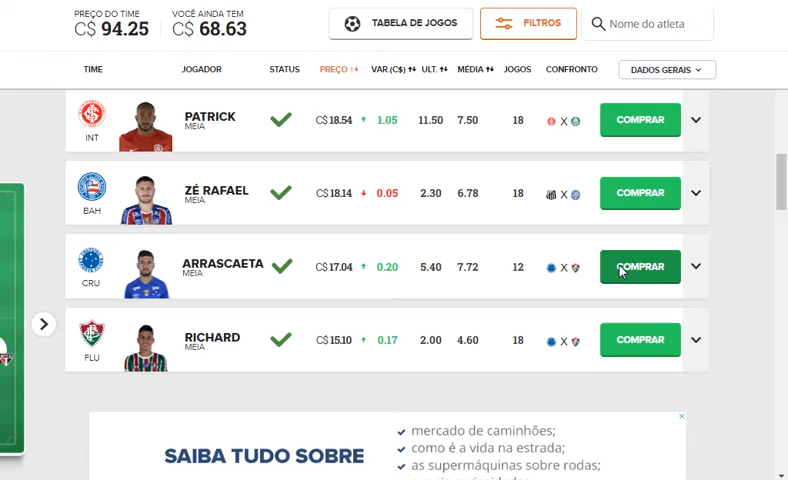 PREÇO DO TIME
C$ 94.25
VOCÊ AINDA TEM
C$ 68.63
TABELA DE JOGOS
FILTROS
Nome do atleta
TIME JOGADOR STATUS PREÇO VAR.(C$) ULT. MÉDIA JOGOS CONFRONTO DADOS GERAIS
INT PATRICK MEIA C$ 18.54 1.05 11.50 7.50 18 X COMPRAR
BAH ZÉ RAFAEL MEIA C$ 18.14 0.05 2.30 6.78 18 X COMPRAR
CRU ARRASCAETA MEIA C$ 17.04 0.20 5.40 7.72 12 X COMPRAR
FLU RICHARD MEIA C$ 15.10 0.17 2.00 4.60 18 X COMPRAR
SAIBA TUDO SOBRE
mercado de caminhões;
como é a vida na estrada;
as supermáquinas sobre rodas;